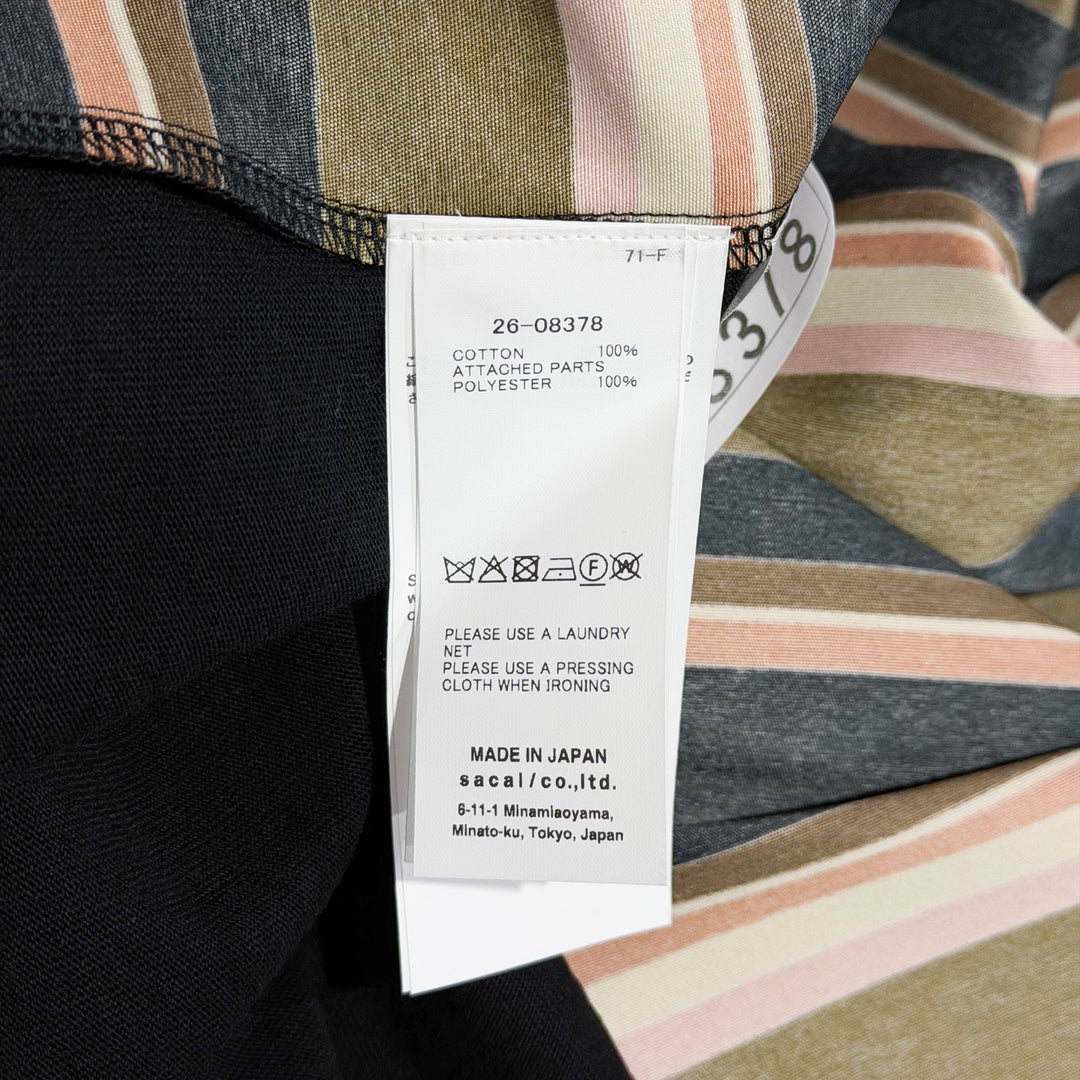 71-F
26-08378
COTTON 100%
ATTACHED PARTS
POLYESTER 100%
F W
PLEASE USE A LAUNDRY
NET
PLEASE USE A PRESSING
CLOTH WHEN IRONING
MADE IN JAPAN
sacai/co.,ltd.
6-11-1 Minamiaoyama,
Minato-ku, Tokyo, Japan